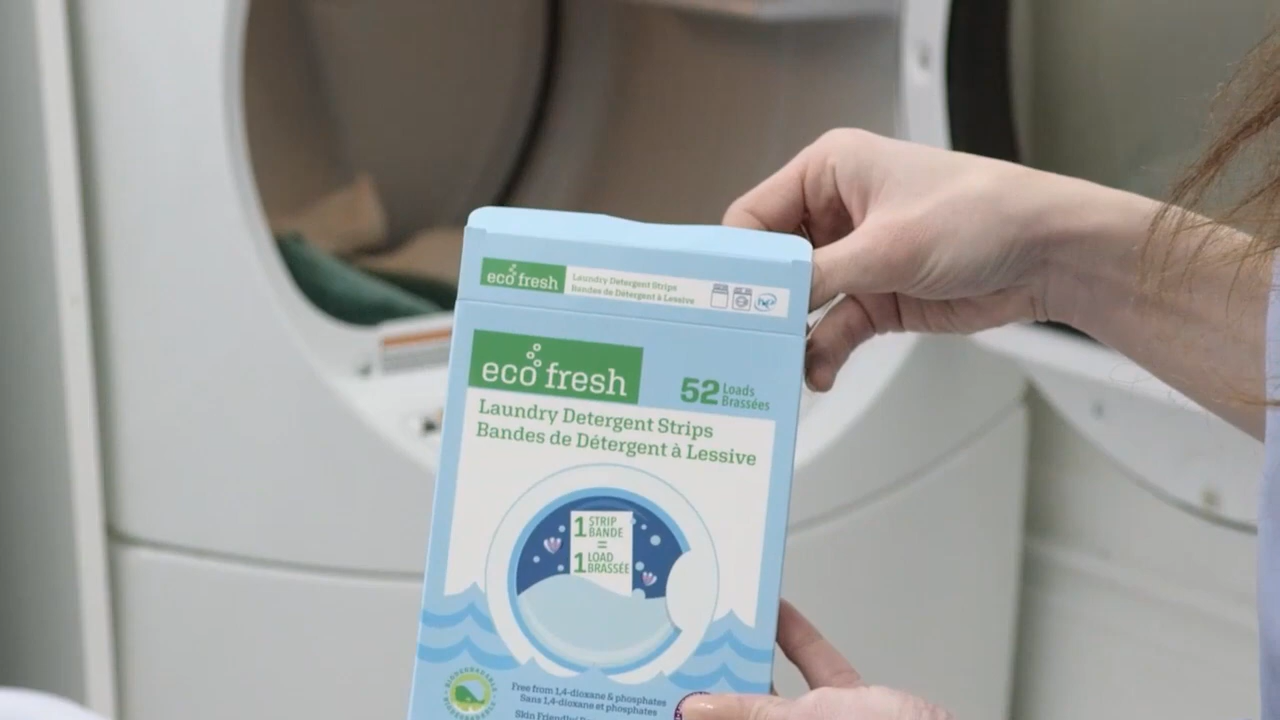 eco fresh
Laundry Detergent Strips
Bandes de Détergent à Lessive
he
eco fresh
52 Loads
Brassées
Laundry Detergent Strips
Bandes de Détergent à Lessive
1 STRIP
BANDE
=
1 LOAD
BRASSÉE
BIODEGRADABLE
Free from 1,4-dioxane & phosphates
Sans 1,4-dioxane et phosphates
Skin Friendly